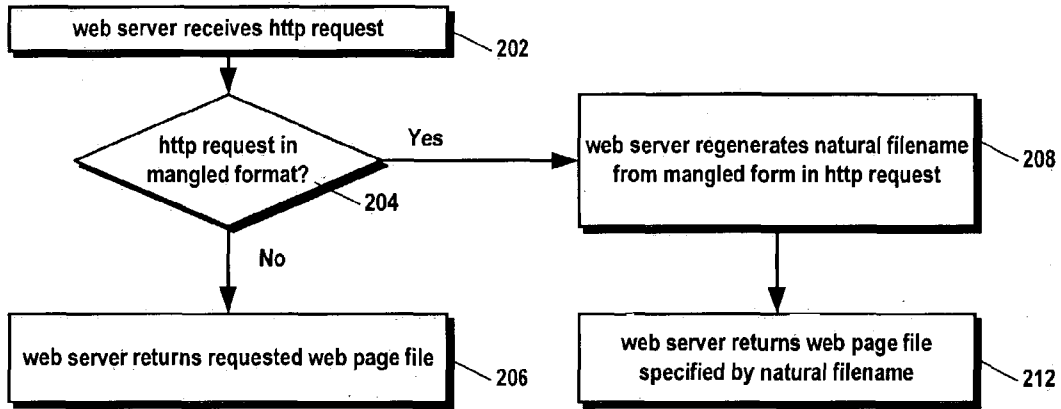 web server receives http request
202
http request in
mangled format?
204
Yes
web server regenerates natural filename
from mangled form in http request
208
No
web server returns requested web page file
206
web server returns web page file
specified by natural filename
212